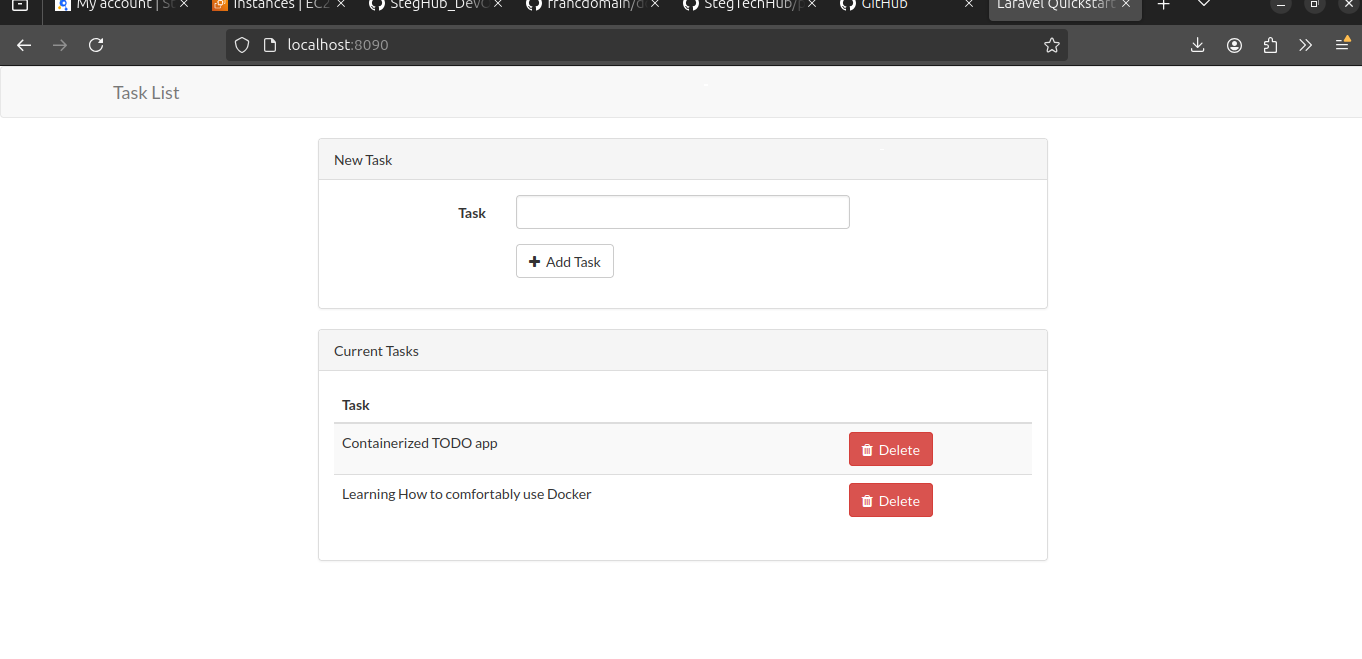 My account | St
Instances | EC2
StegHub_DevO
francdomain/d
StegTechHub/p
GitHub
Laravel Quickstart
localhost:8090
Task List
New Task
Task
Add Task
Current Tasks
Task
Containerized TODO app
Delete
Learning How to comfortably use Docker
Delete